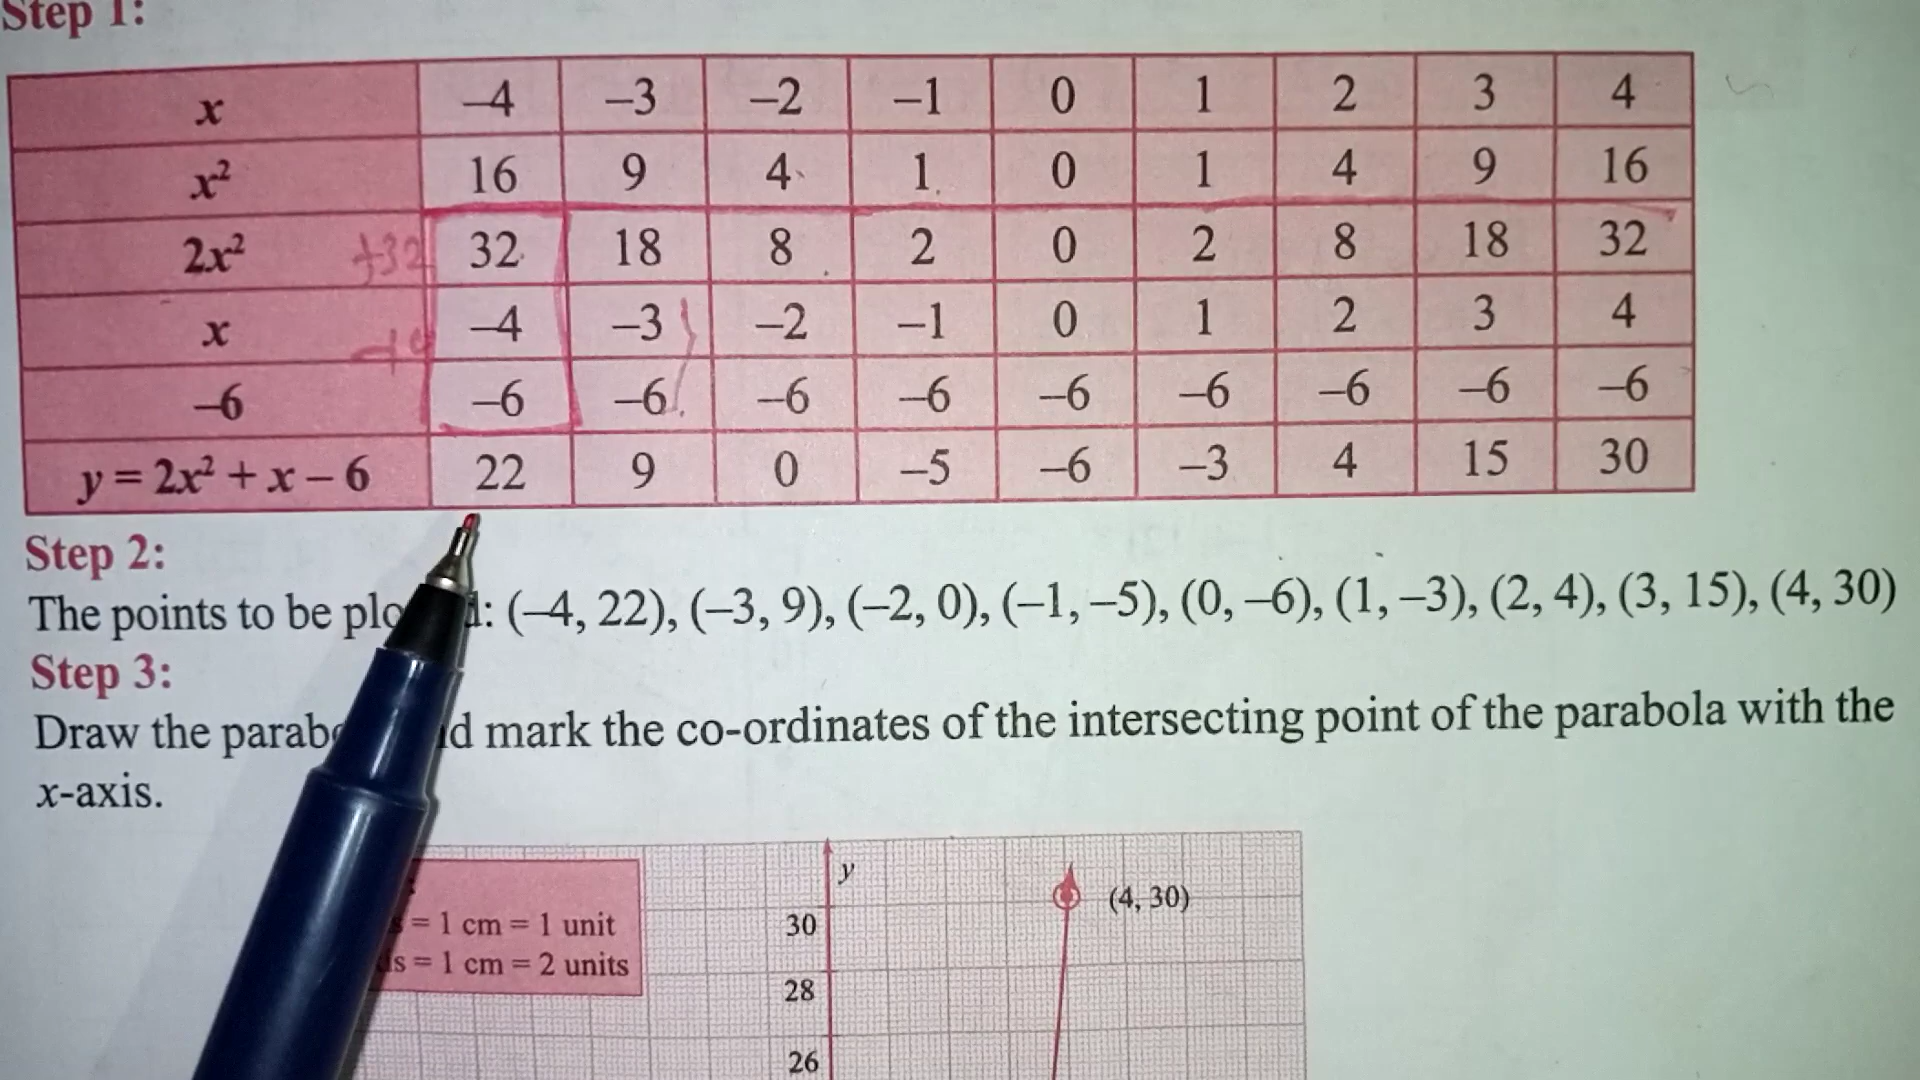 Step 1:
x –4 –3 –2 –1 0 1 2 3 4
x² 16 9 4 1 0 1 4 9 16
2x² +32 32 18 8 2 0 2 8 18 32
x –4 –3 –2 –1 0 1 2 3 4
–6 –6 –6 –6 –6 –6 –6 –6 –6 –6
y = 2x² + x – 6 22 9 0 –5 –6 –3 4 15 30
Step 2:
The points to be : (–4, 22), (–3, 9), (–2, 0), (–1, –5), (0, –6), (1, –3), (2, 4), (3, 15), (4, 30)
Step 3:
Draw the mark the co-ordinates of the intersecting point of the parabola with the
x-axis.
y
(4, 30)
= 1 cm = 1 unit
= 1 cm = 2 units
30
28
26